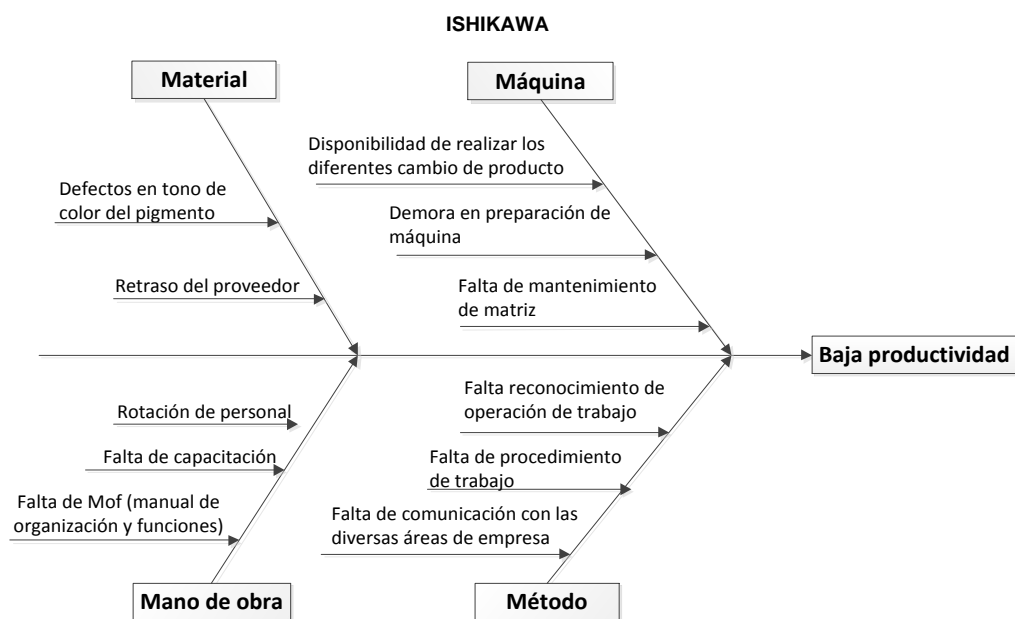 ISHIKAWA
Material
Máquina
Disponibilidad de realizar los
diferentes cambio de producto
Defectos en tono de
color del pigmento
Demora en preparación de
máquina
Retraso del proveedor
Falta de mantenimiento
de matriz
Baja productividad
Falta reconocimiento de
operación de trabajo
Rotación de personal
Falta de capacitación
Falta de procedimiento
de trabajo
Falta de Mof (manual de
organización y funciones)
Falta de comunicación con las
diversas áreas de empresa
Mano de obra
Método